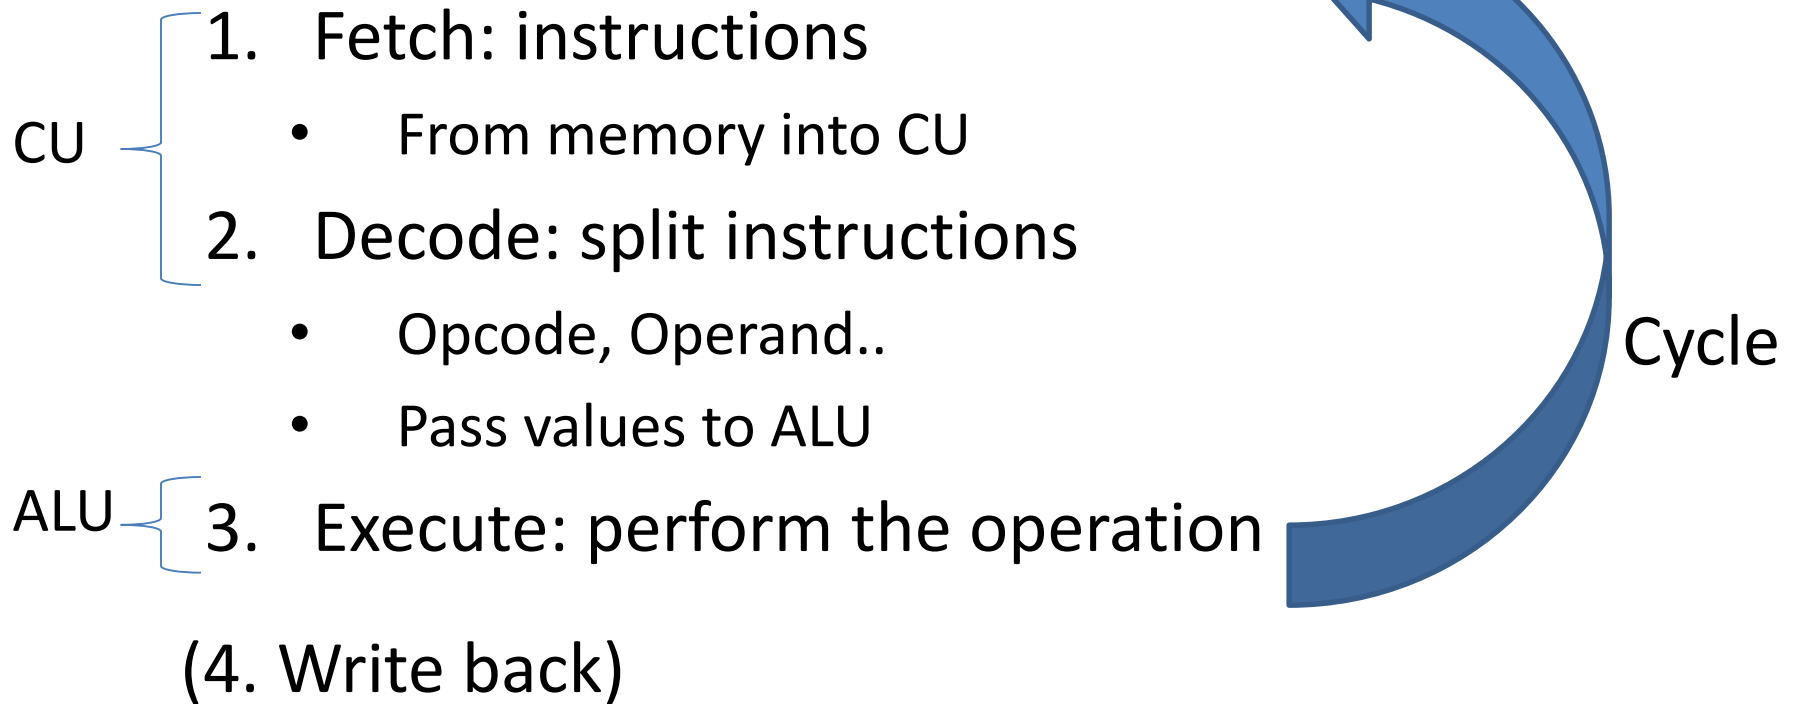 1. Fetch: instructions
• From memory into CU
CU
2. Decode: split instructions
• Opcode, Operand..
Cycle
• Pass values to ALU
ALU
3. Execute: perform the operation
(4. Write back)